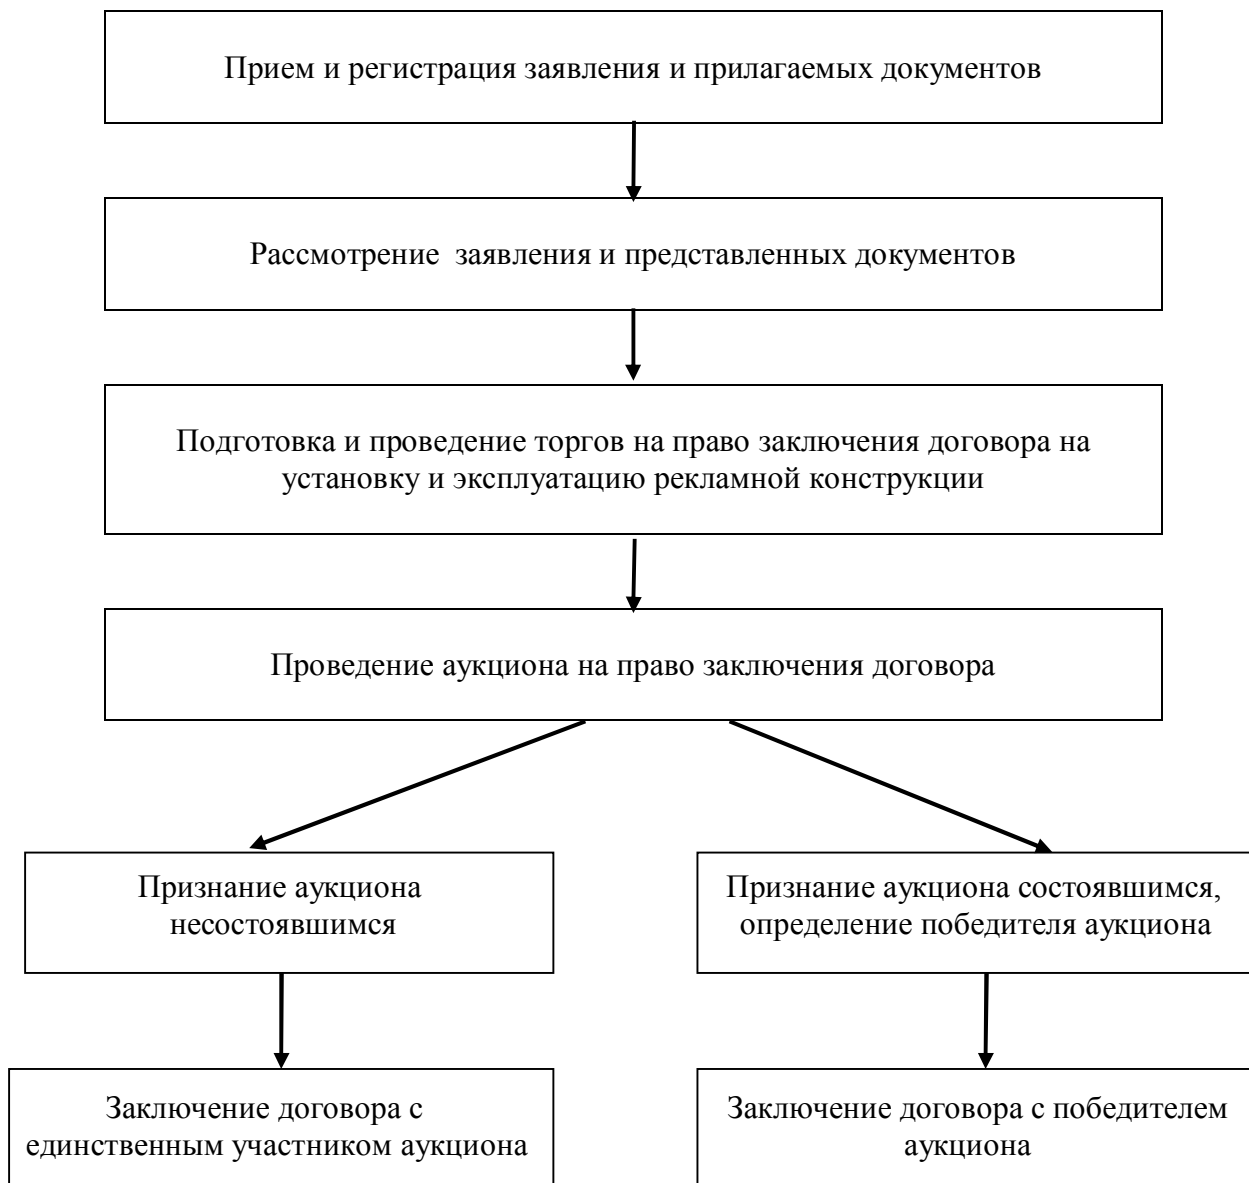 Прием и регистрация заявления и прилагаемых документов
Рассмотрение заявления и представленных документов
Подготовка и проведение торгов на право заключения договора на
установку и эксплуатацию рекламной конструкции
Проведение аукциона на право заключения договора
Признание аукциона
несостоявшимся
Признание аукциона состоявшимся,
определение победителя аукциона
Заключение договора с
единственным участником аукциона
Заключение договора с победителем
аукциона